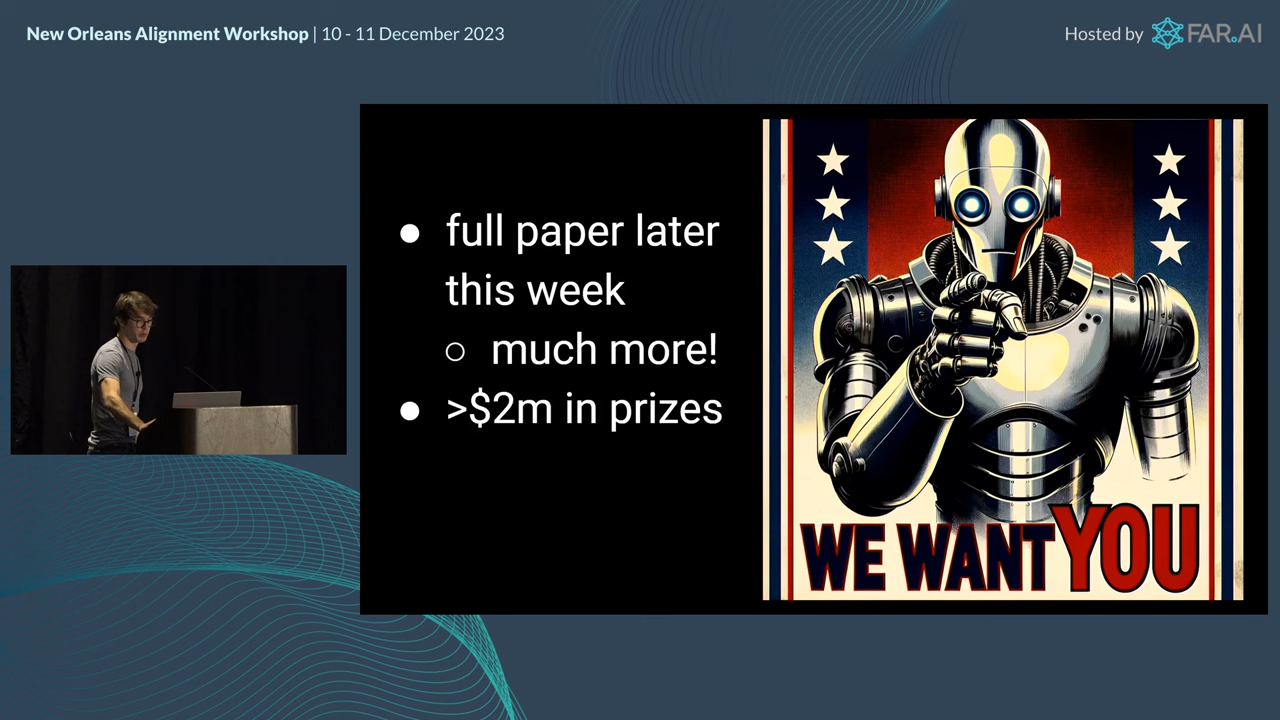 New Orleans Alignment Workshop | 10 - 11 December 2023
Hosted by FAR.AI
● full paper later
this week
○ much more!
● >$2m in prizes
WE WANT YOU